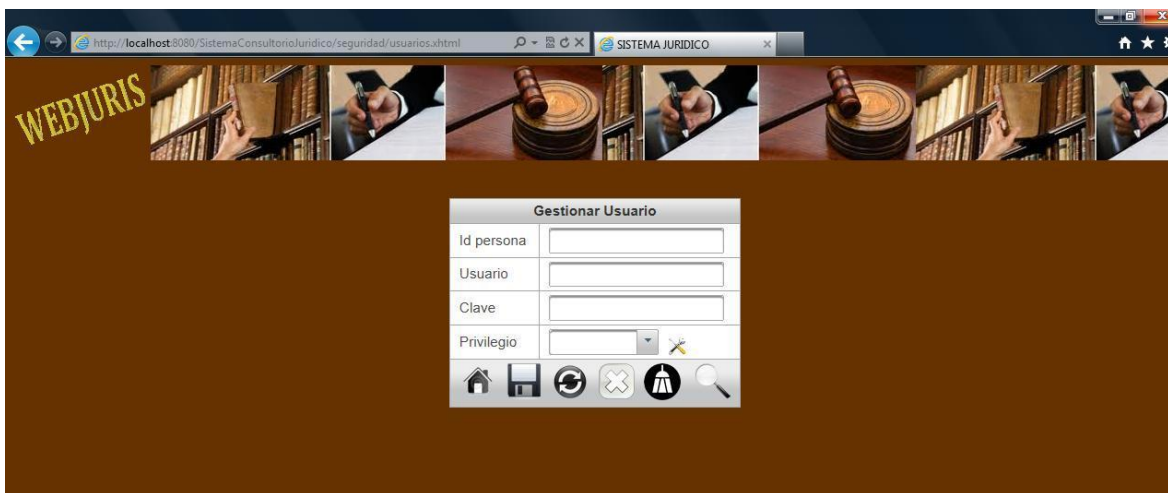 http://localhost:8080/SistemaConsultorioJuridico/seguridad/usuarios.xhtml
SISTEMA JURIDICO
WEBJURIS
Gestionar Usuario
Id persona
Usuario
Clave
Privilegio